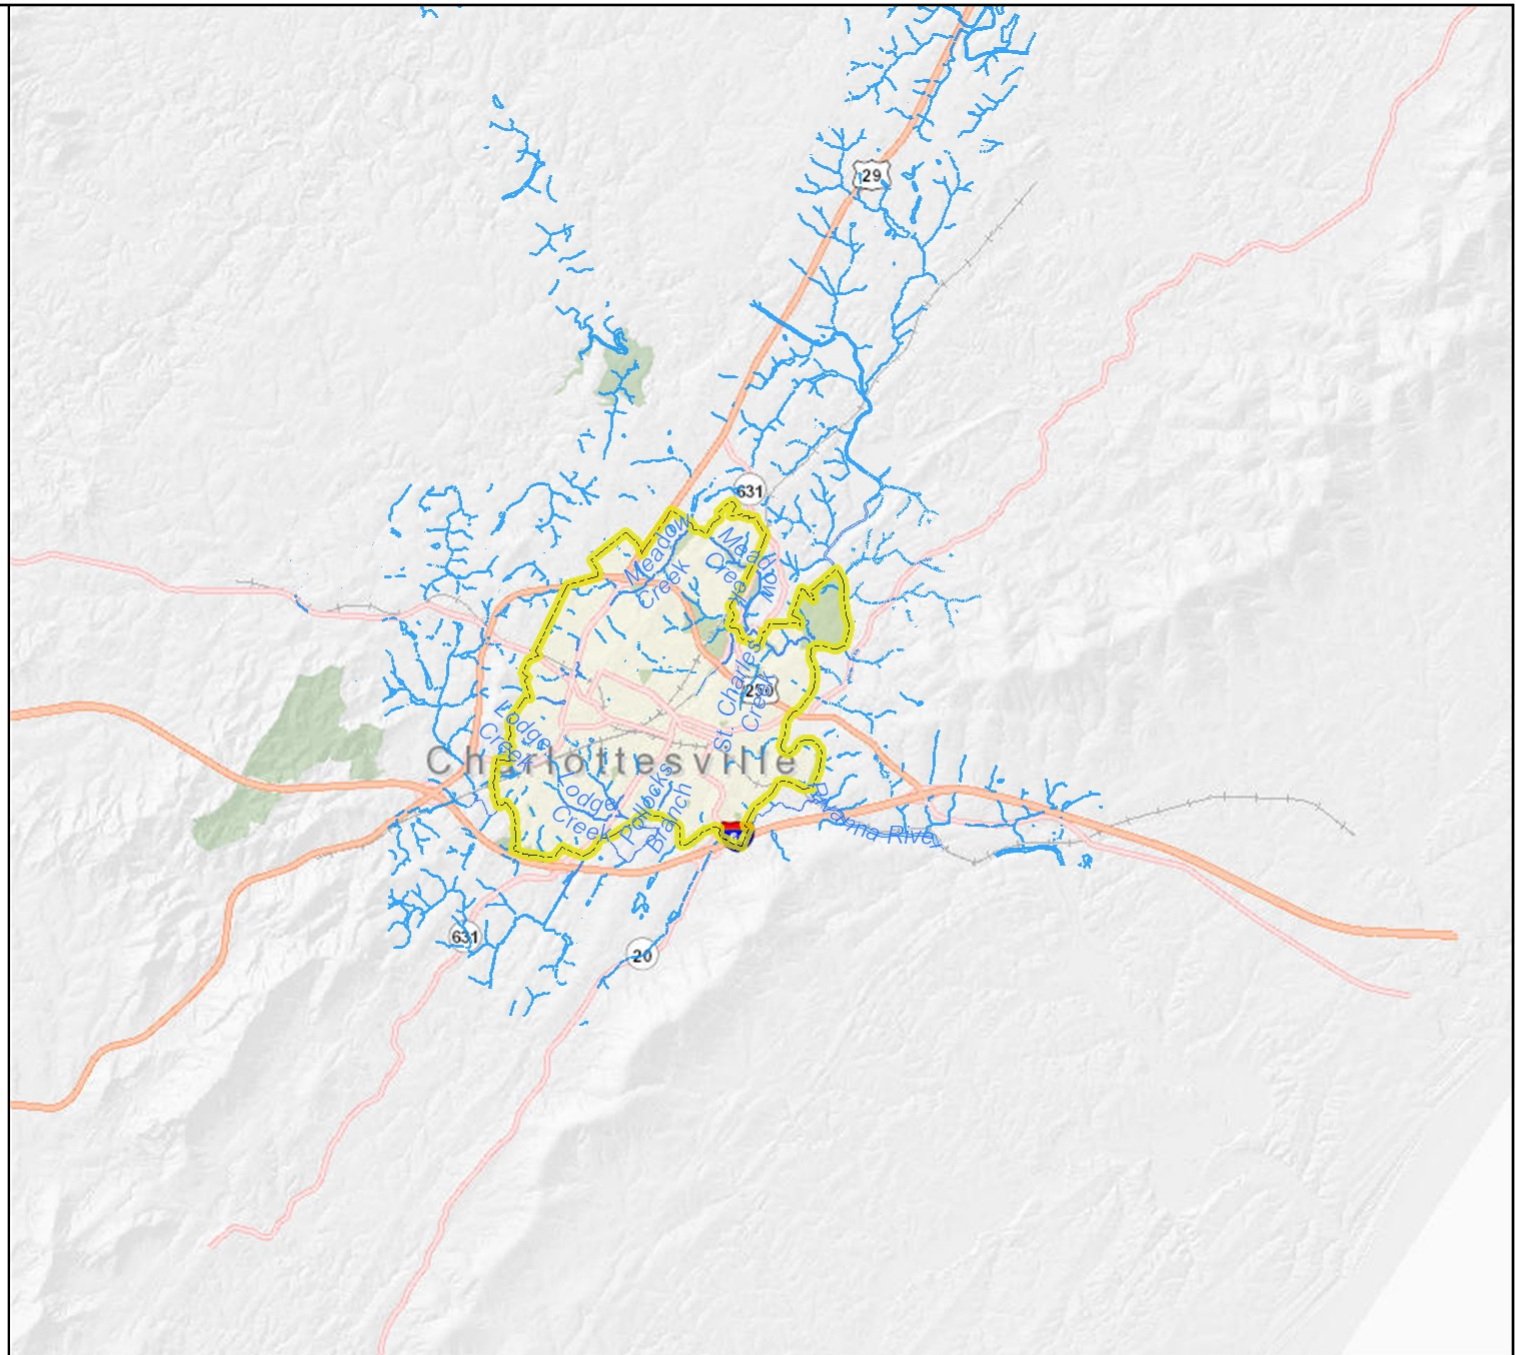 29
631
Meadow
Creek
Meadow
Creek
250
St. Charles
Creek
Lodge
Creek
Charlottesville
Lodge
Creek
Pollocks
Branch
Rivanna River
631
20